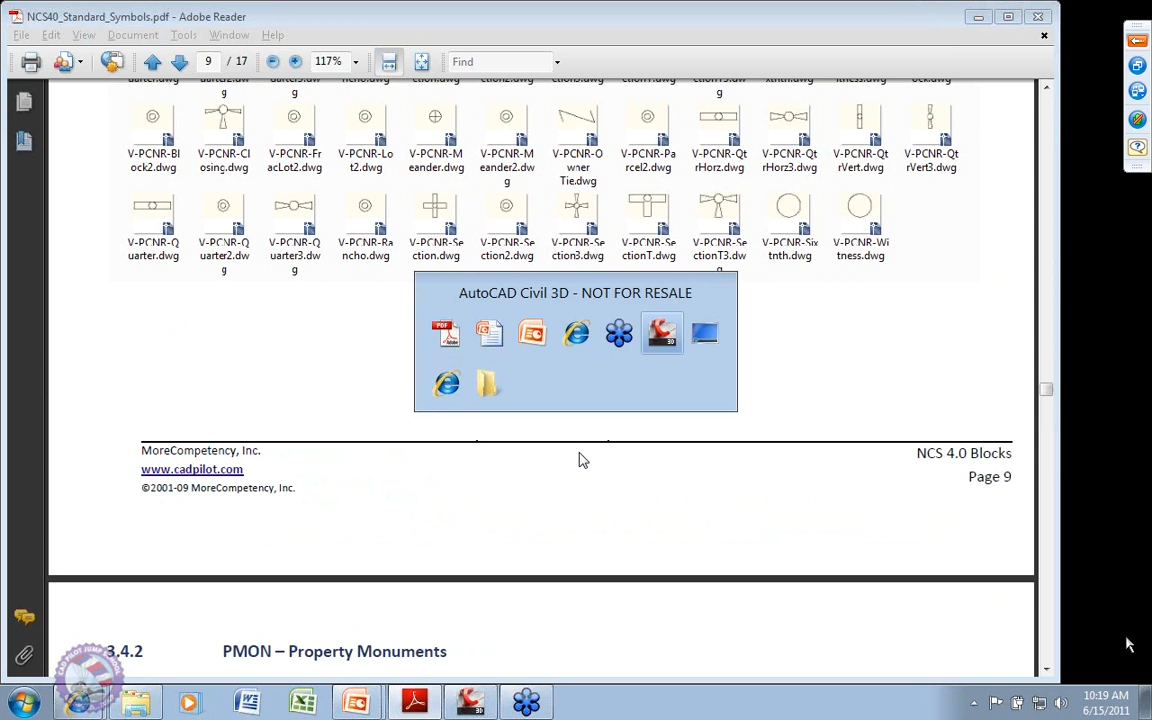 NCS40_Standard_Symbols.pdf - Adobe Reader
File Edit View Document Tools Window Help
9 / 17 117% Find
V-PCNR-Bl
ock2.dwg
V-PCNR-Cl
osing.dwg
V-PCNR-Fr
acLot2.dwg
V-PCNR-Lo
t2.dwg
V-PCNR-M
eander.dwg
V-PCNR-M
eander2.dw
g
V-PCNR-O
wner
Tie.dwg
V-PCNR-Pa
rcel2.dwg
V-PCNR-Qt
rHorz.dwg
V-PCNR-Qt
rHorz3.dwg
V-PCNR-Qt
rVert.dwg
V-PCNR-Qt
rVert3.dwg
V-PCNR-Q
uarter.dwg
V-PCNR-Q
uarter2.dw
g
V-PCNR-Q
uarter3.dw
g
V-PCNR-Ra
ncho.dwg
V-PCNR-Se
ction.dwg
V-PCNR-Se
ction2.dwg
V-PCNR-Se
ction3.dwg
V-PCNR-Se
ctionT.dwg
V-PCNR-Se
ctionT3.dw
g
V-PCNR-Six
tnth.dwg
V-PCNR-Wi
tness.dwg
AutoCAD Civil 3D - NOT FOR RESALE
MoreCompetency, Inc.
www.cadpilot.com
©2001-09 MoreCompetency, Inc.
NCS 4.0 Blocks
Page 9
3.4.2 PMON – Property Monuments
10:19 AM
6/15/2011